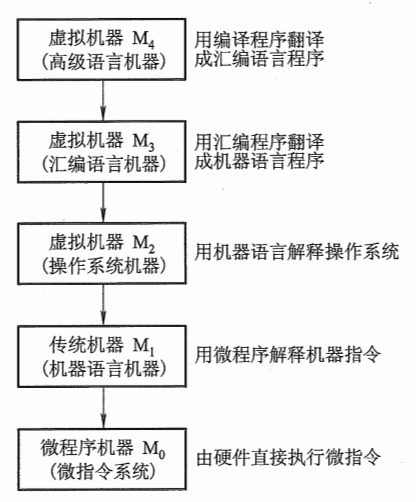 虚拟机器 M₄
(高级语言机器)
用编译程序翻译
成汇编语言程序
虚拟机器 M₃
(汇编语言机器)
用汇编程序翻译
成机器语言程序
虚拟机器 M₂
(操作系统机器)
用机器语言解释操作系统
传统机器 M₁
(机器语言机器)
用微程序解释机器指令
微程序机器 M₀
(微指令系统)
由硬件直接执行微指令